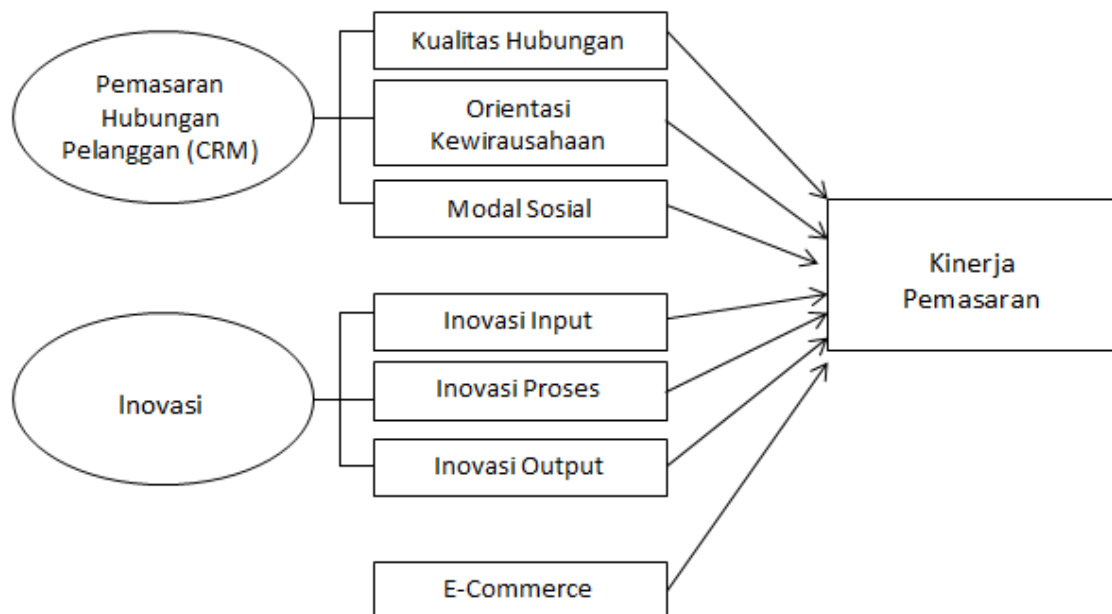 Pemasaran
Hubungan
Pelanggan (CRM)
Kualitas Hubungan
Orientasi
Kewirausahaan
Modal Sosial
Inovasi
Inovasi Input
Inovasi Proses
Inovasi Output
E-Commerce
Kinerja
Pemasaran